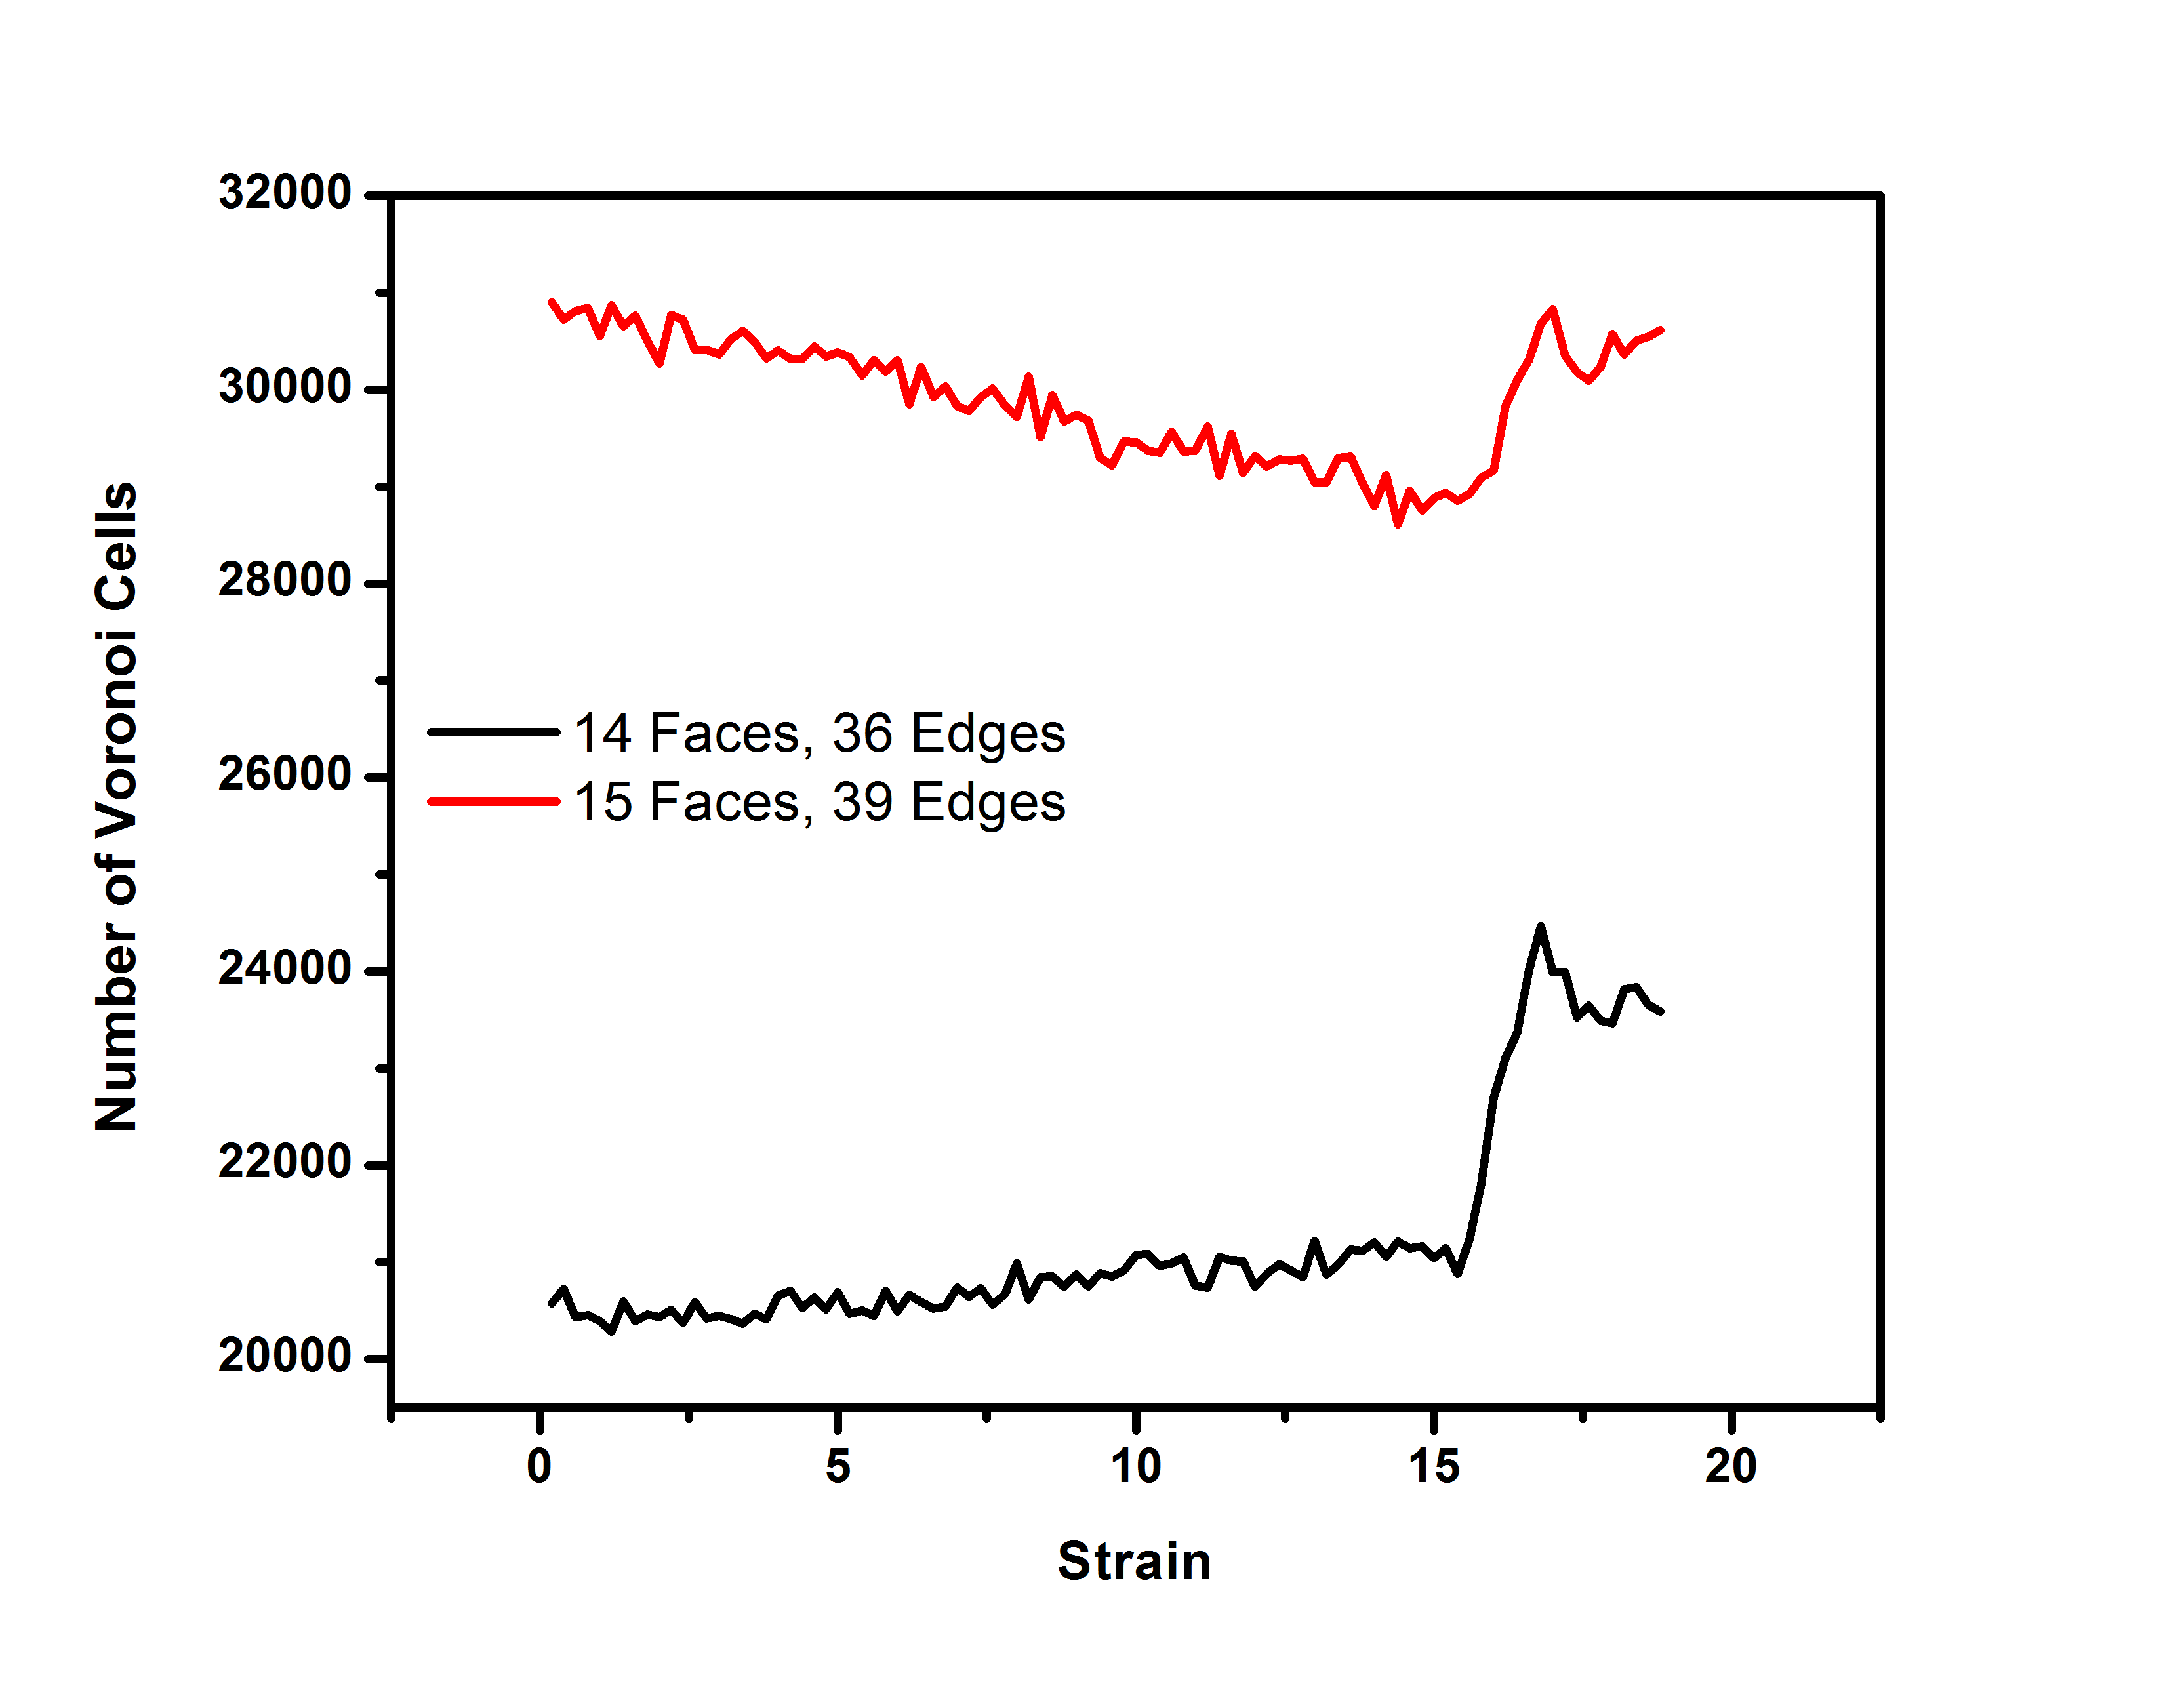 32000
30000
28000
26000
24000
22000
20000
Number of Voronoi Cells
14 Faces, 36 Edges
15 Faces, 39 Edges
0 5 10 15 20
Strain